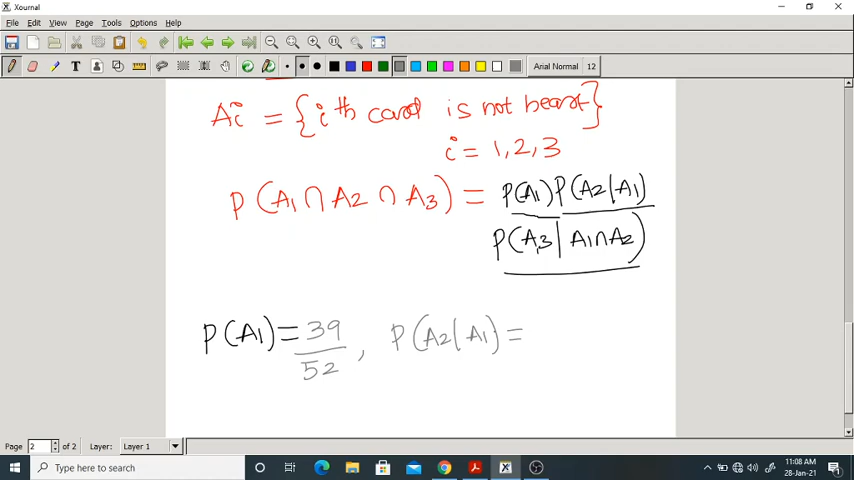 Xournal
File Edit View Page Tools Options Help
Arial Normal 12
Ai = {ith card is not heart}
i = 1,2,3
P(A1 ∩ A2 ∩ A3) = P(A1)P(A2|A1)
P(A3|A1∩A2)
P(A1) = 39/52, P(A2|A1) =
Page 2 of 2 Layer: Layer 1
Type here to search
11:08 AM
28-Jan-21